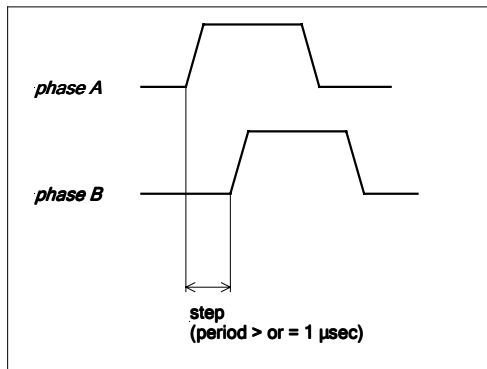 phase A
phase B
step
(period > or = 1 µsec)